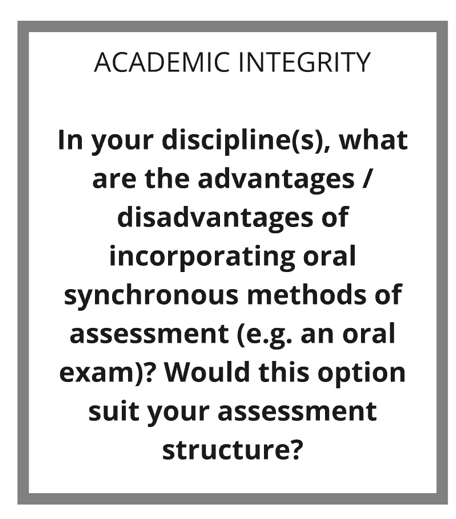 ACADEMIC INTEGRITY
In your discipline(s), what
are the advantages /
disadvantages of
incorporating oral
synchronous methods of
assessment (e.g. an oral
exam)? Would this option
suit your assessment
structure?